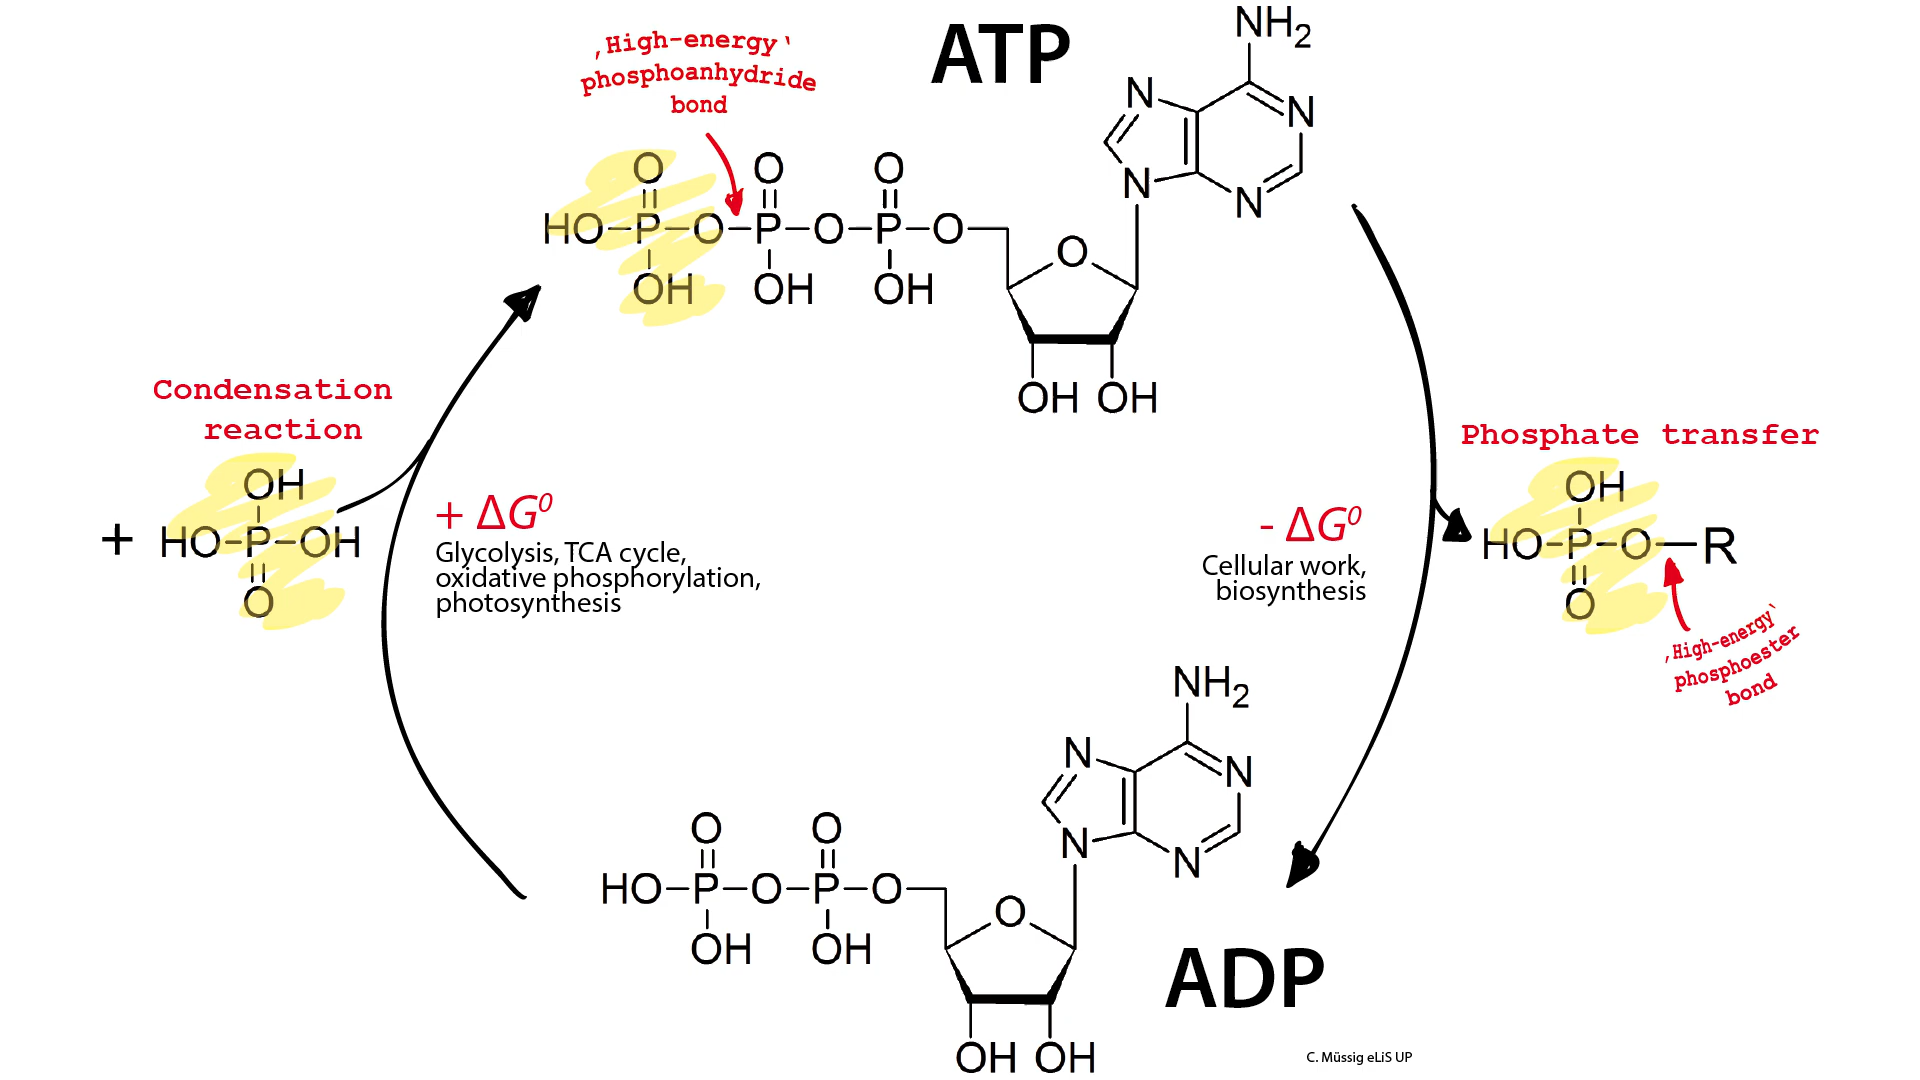 ‚High-energy‘
phosphoanhydride
bond
ATP
NH2
N
N
N
N
O
O
O
HO-P-O-P-O-P-O
OH
OH
OH
O
OH
OH
Condensation
reaction
+
OH
HO-P-OH
O
+ ΔG0
Glycolysis, TCA cycle,
oxidative phosphorylation,
photosynthesis
- ΔG0
Cellular work,
biosynthesis
Phosphate transfer
OH
HO-P-O-R
O
‚High-energy‘
phosphoester
bond
NH2
N
N
N
N
O
O
HO-P-O-P-O
OH
OH
O
OH
OH
ADP
C. Müssig eLiS UP